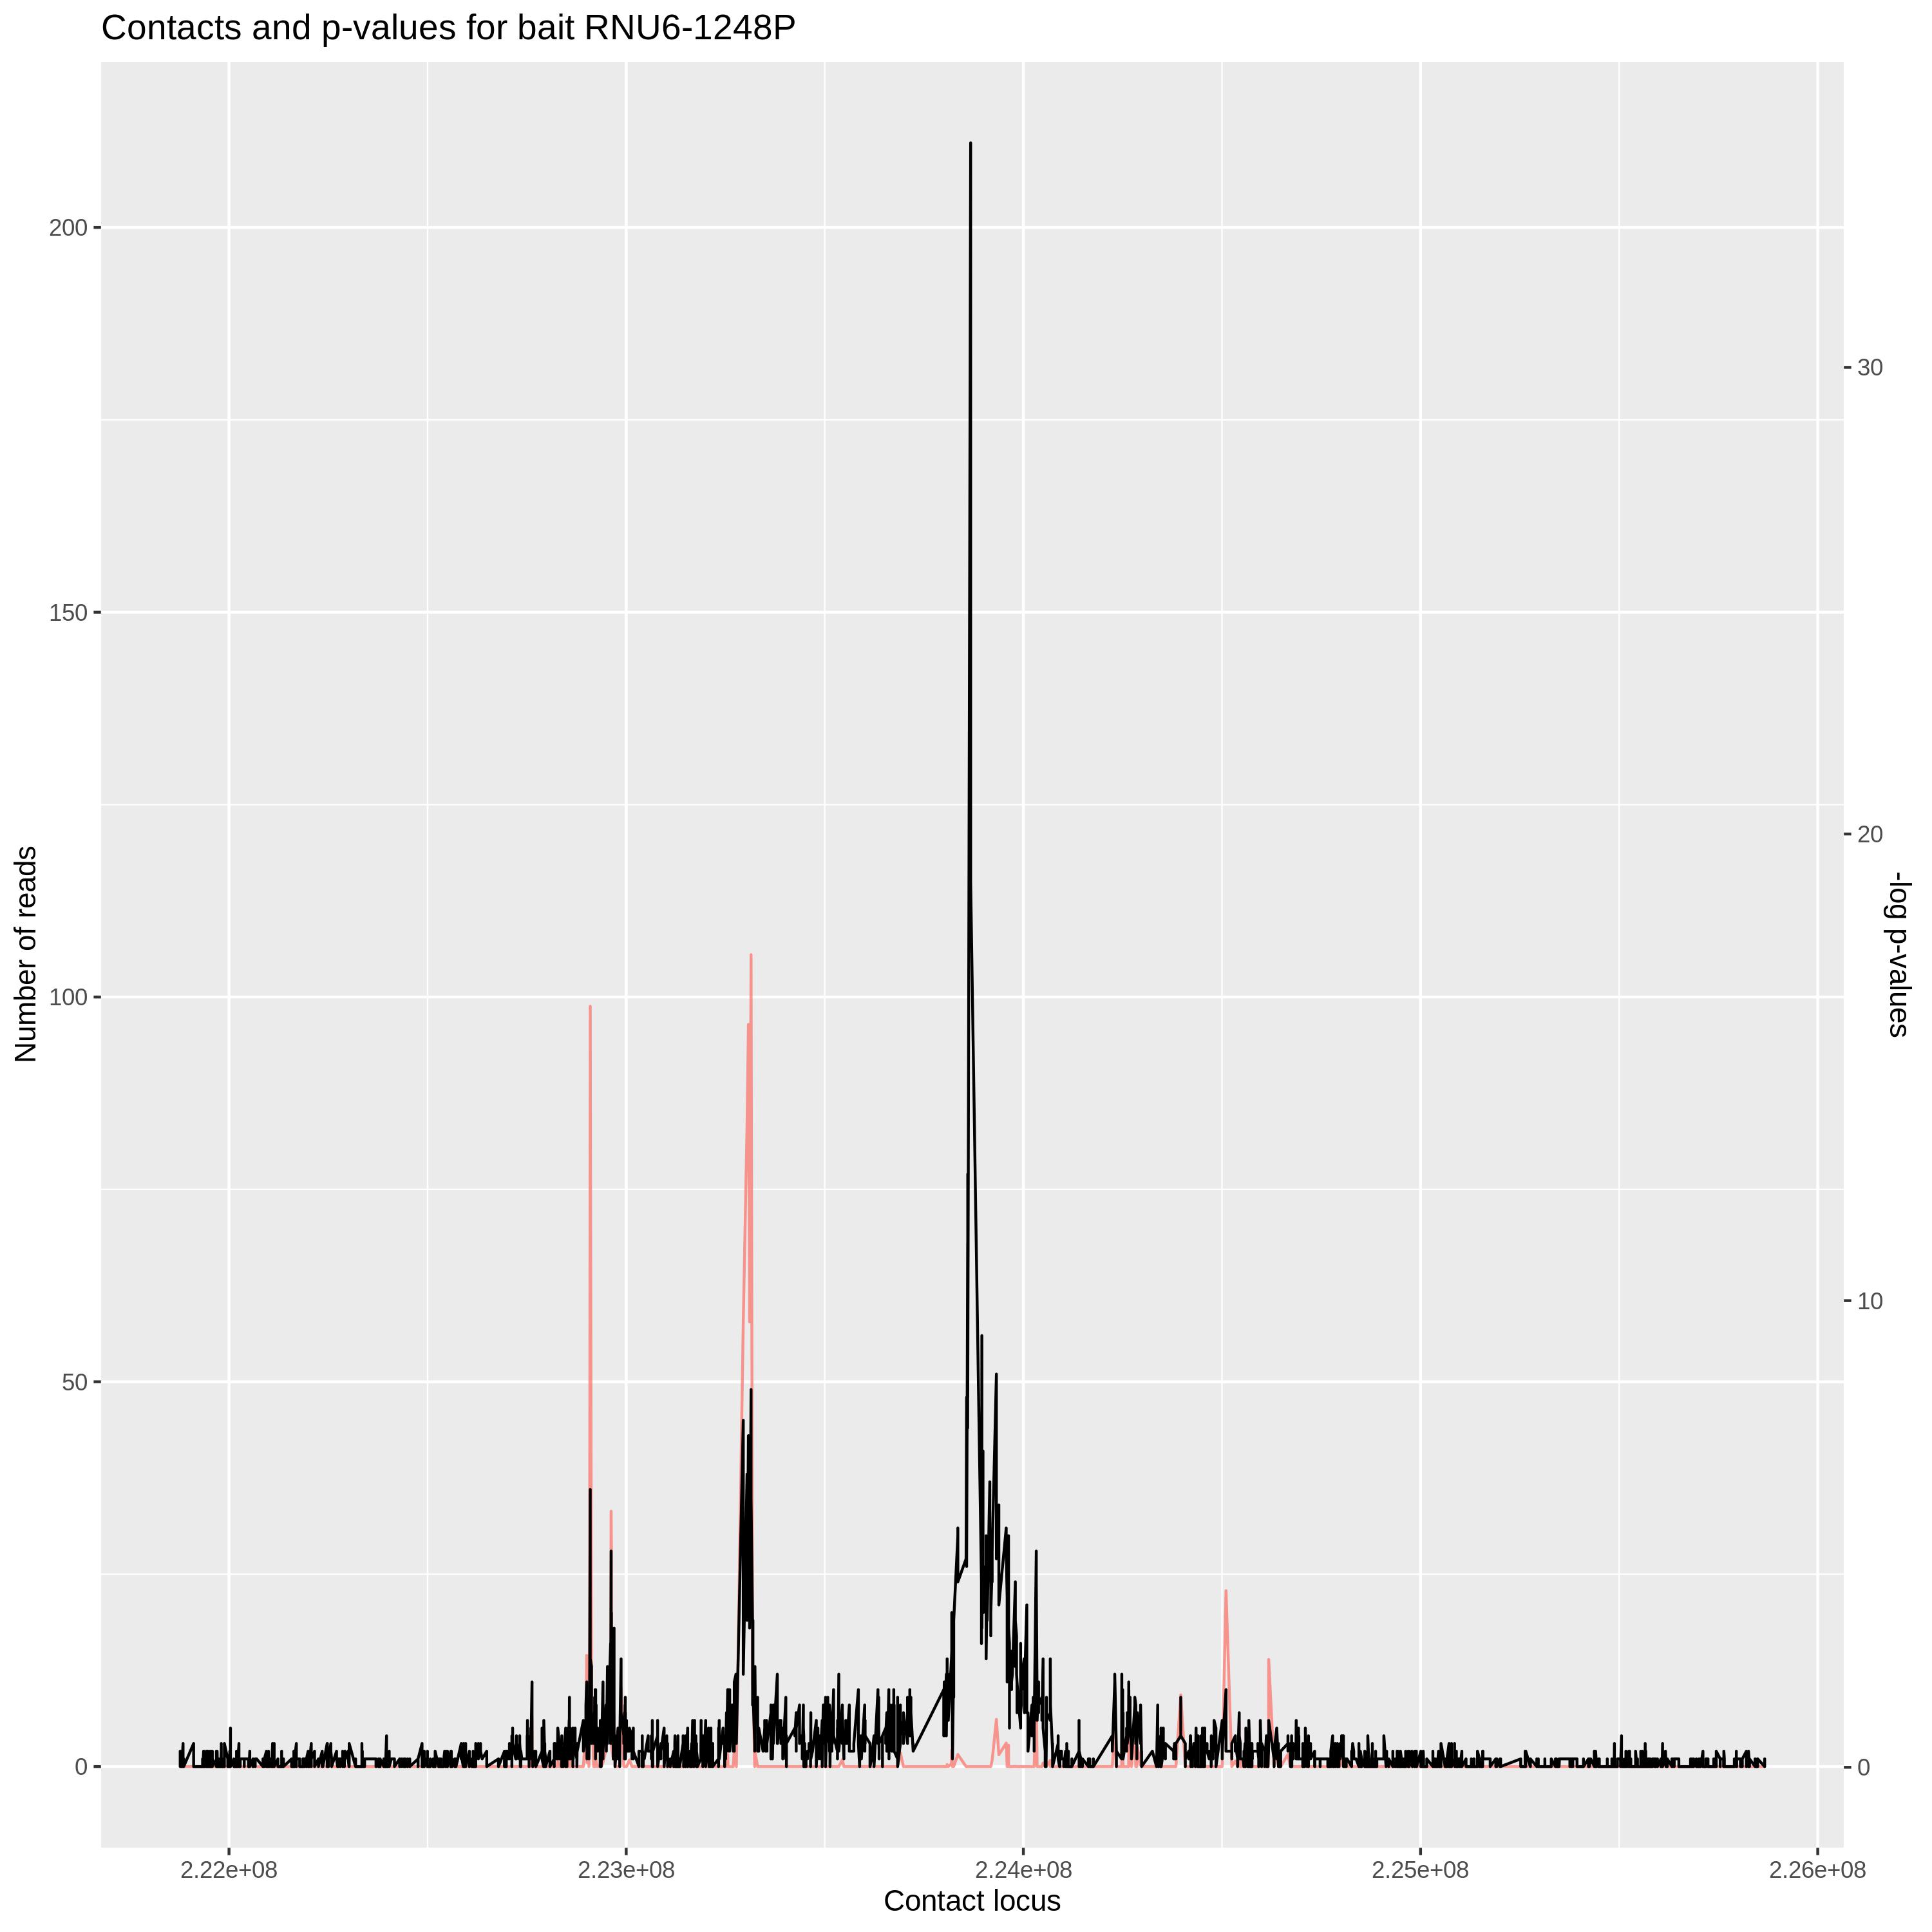 Contacts and p-values for bait RNU6-1248P
200
150
100
50
0
Number of reads
30
20
10
0
-log p-values
2.22e+08
2.23e+08
2.24e+08
2.25e+08
2.26e+08
Contact locus